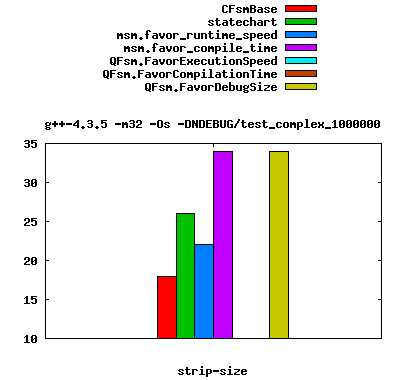 CFsmBase
statechart
msm.favor_runtime_speed
msm.favor_compile_time
QFsm.FavorExecutionSpeed
QFsm.FavorCompilationTime
QFsm.FavorDebugSize
g++-4.3.5 -m32 -Os -DNDEBUG/test_complex_1000000
35
30
25
20
15
10
strip-size